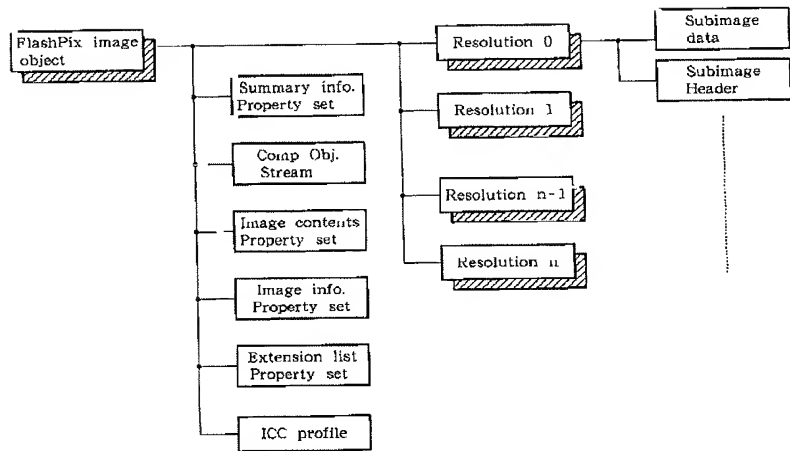 FlashPix image
object
Summary info.
Property set
Comp Obj.
Stream
Image contents
Property set
Image info.
Property set
Extension list
Property set
ICC profile
Resolution 0
Resolution 1
Resolution n-1
Resolution n
Subimage
data
Subimage
Header